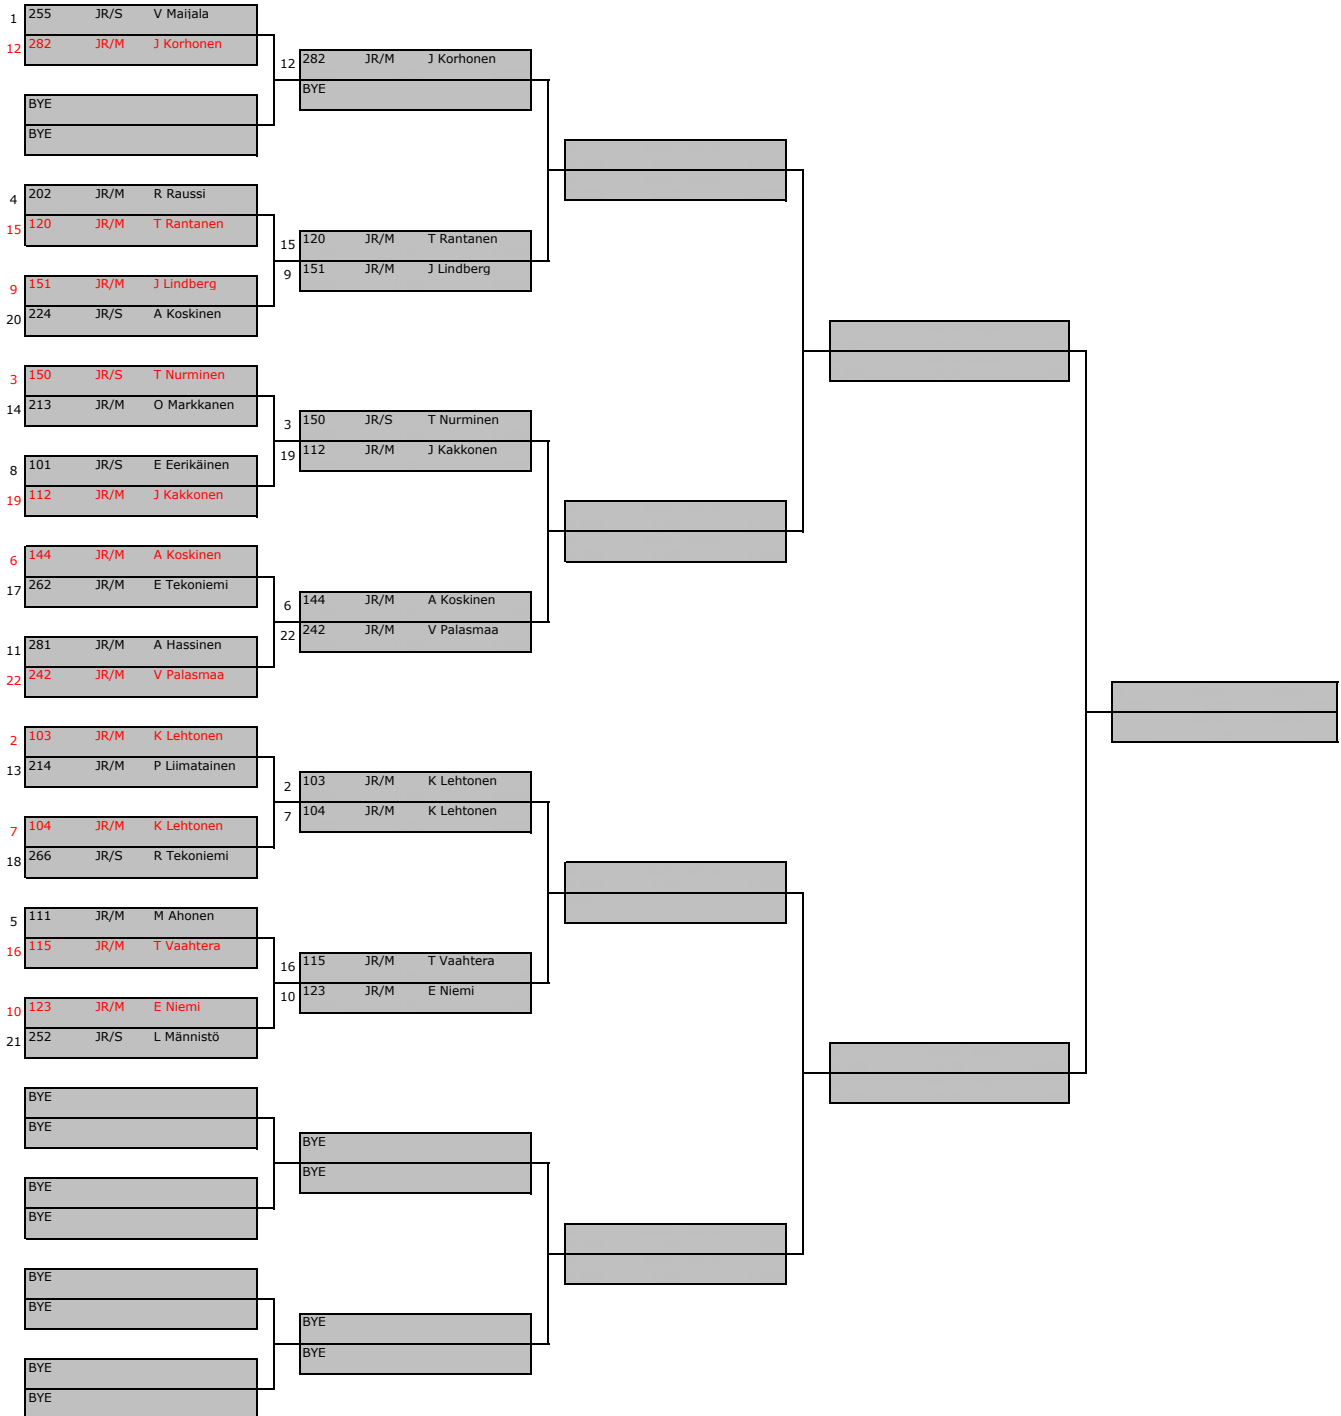 1 255 JR/S V Maijala
12 282 JR/M J Korhonen
BYE
BYE
4 202 JR/M R Raussi
15 120 JR/M T Rantanen
9 151 JR/M J Lindberg
20 224 JR/S A Koskinen
3 150 JR/S T Nurminen
14 213 JR/M O Markkanen
8 101 JR/S E Eerikäinen
19 112 JR/M J Kakkonen
6 144 JR/M A Koskinen
17 262 JR/M E Tekoniemi
11 281 JR/M A Hassinen
22 242 JR/M V Palasmaa
2 103 JR/M K Lehtonen
13 214 JR/M P Liimatainen
7 104 JR/M K Lehtonen
18 266 JR/S R Tekoniemi
5 111 JR/M M Ahonen
16 115 JR/M T Vaahtera
10 123 JR/M E Niemi
21 252 JR/S L Männistö
BYE
BYE
BYE
BYE
BYE
BYE
BYE
BYE
12 282 JR/M J Korhonen
BYE
15 120 JR/M T Rantanen
9 151 JR/M J Lindberg
3 150 JR/S T Nurminen
19 112 JR/M J Kakkonen
6 144 JR/M A Koskinen
22 242 JR/M V Palasmaa
2 103 JR/M K Lehtonen
7 104 JR/M K Lehtonen
16 115 JR/M T Vaahtera
10 123 JR/M E Niemi
BYE
BYE
BYE
BYE